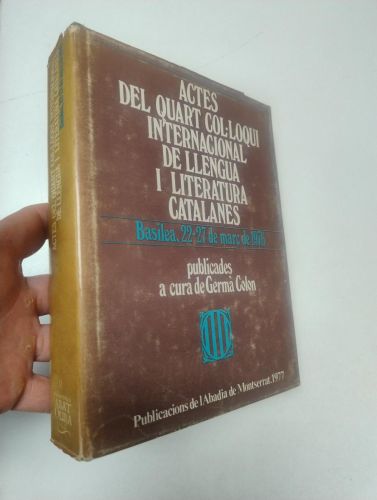 ACTES
DEL QUART COL·LOQUI
INTERNACIONAL
DE LLENGUA
I LITERATURA
CATALANES
Basilea, 22-27 de març de 1976
publicades
a cura de Germà Colon
Publicacions de l'Abadia de Montserrat, 1977